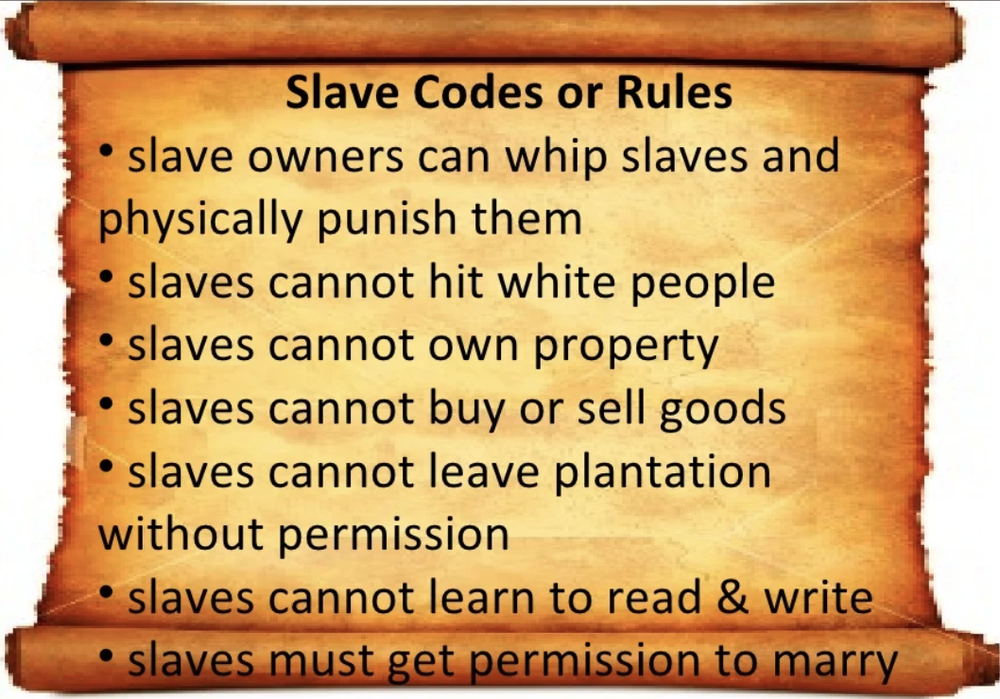 Slave Codes or Rules
• slave owners can whip slaves and
physically punish them
• slaves cannot hit white people
• slaves cannot own property
• slaves cannot buy or sell goods
• slaves cannot leave plantation
without permission
• slaves cannot learn to read & write
• slaves must get permission to marry